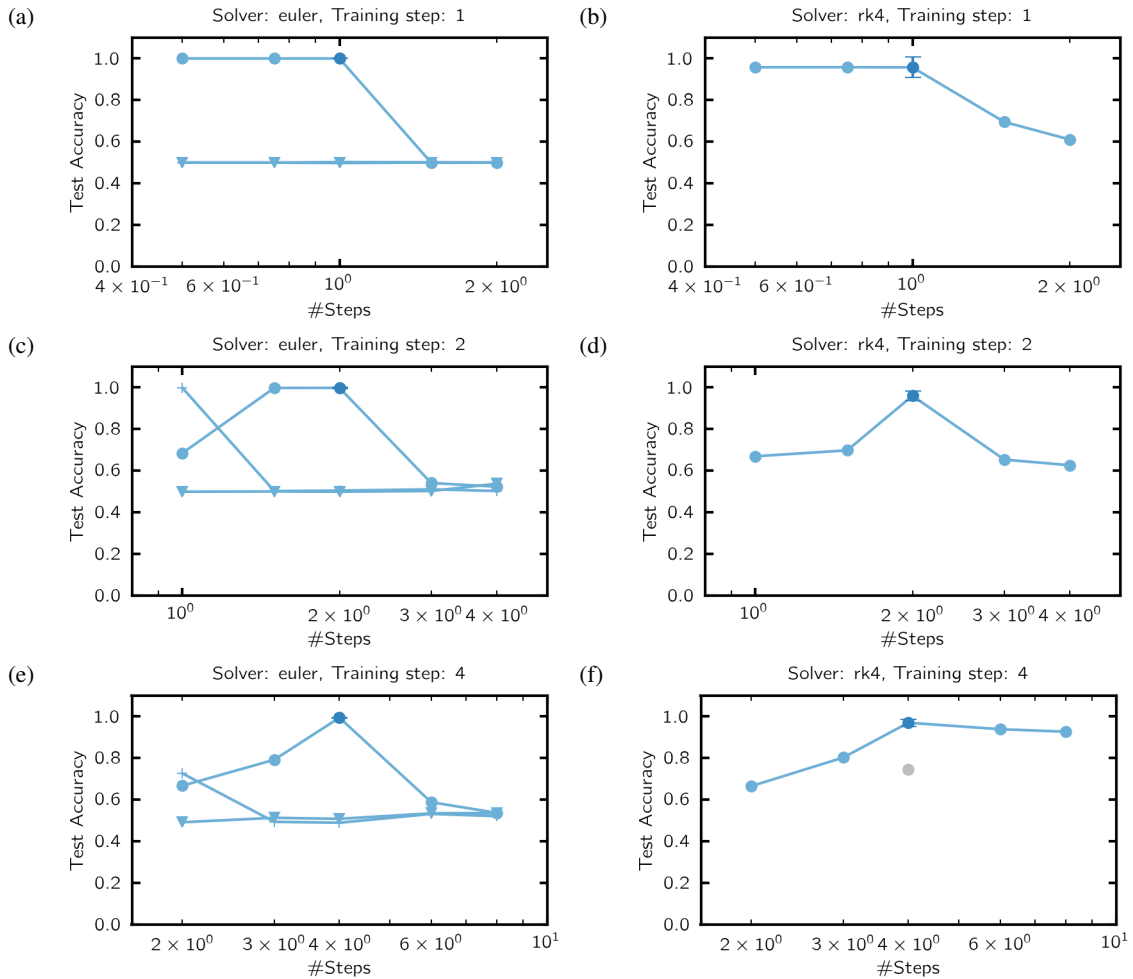 (a)
Solver: euler, Training step: 1
Test Accuracy
1.0
0.8
0.6
0.4
0.2
0.0
4 × 10⁻¹
6 × 10⁻¹
10⁰
2 × 10⁰
#Steps
(b)
Solver: rk4, Training step: 1
Test Accuracy
1.0
0.8
0.6
0.4
0.2
0.0
4 × 10⁻¹
6 × 10⁻¹
10⁰
2 × 10⁰
#Steps
(c)
Solver: euler, Training step: 2
Test Accuracy
1.0
0.8
0.6
0.4
0.2
0.0
10⁰
2 × 10⁰
3 × 10⁰
4 × 10⁰
#Steps
(d)
Solver: rk4, Training step: 2
Test Accuracy
1.0
0.8
0.6
0.4
0.2
0.0
10⁰
2 × 10⁰
3 × 10⁰
4 × 10⁰
#Steps
(e)
Solver: euler, Training step: 4
Test Accuracy
1.0
0.8
0.6
0.4
0.2
0.0
2 × 10⁰
3 × 10⁰
4 × 10⁰
6 × 10⁰
10¹
#Steps
(f)
Solver: rk4, Training step: 4
Test Accuracy
1.0
0.8
0.6
0.4
0.2
0.0
2 × 10⁰
3 × 10⁰
4 × 10⁰
6 × 10⁰
10¹
#Steps